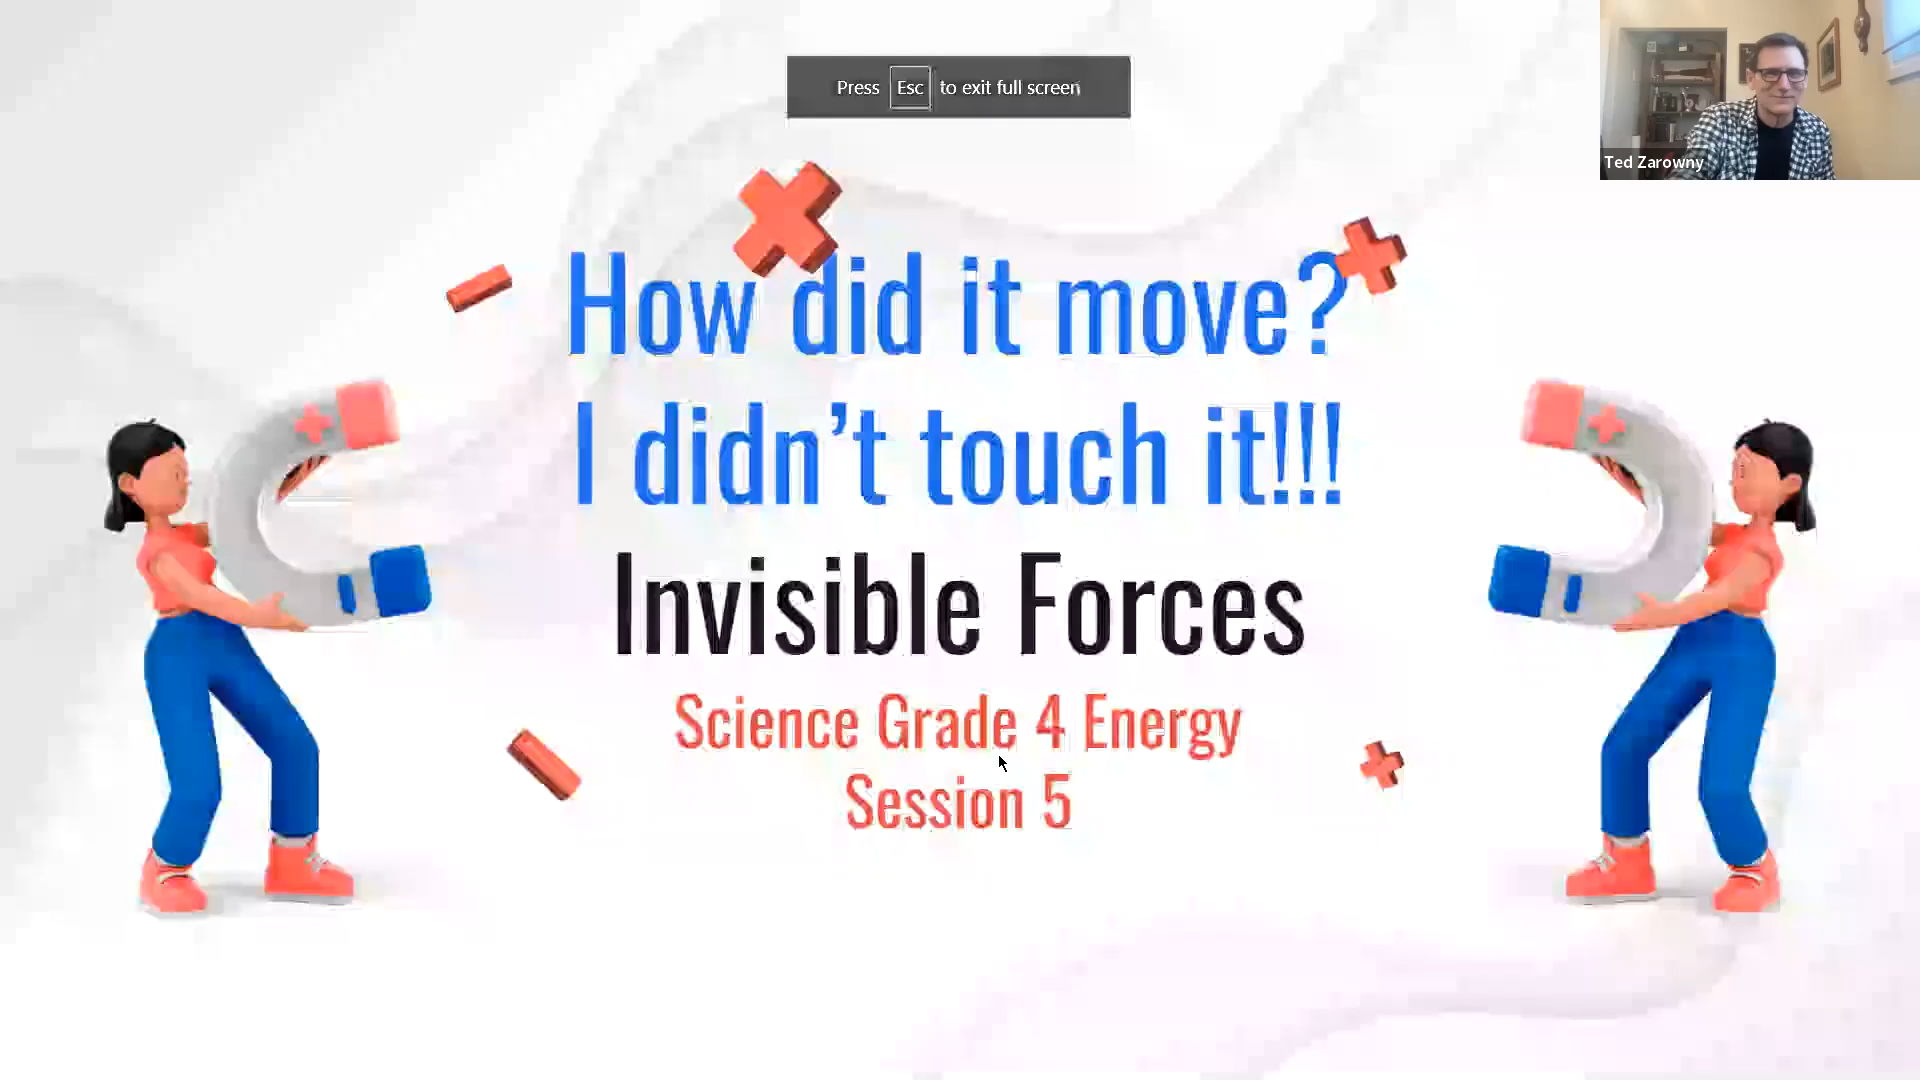 Press Esc to exit full screen
Ted Zarowny
How did it move?
I didn’t touch it!!!
Invisible Forces
Science Grade 4 Energy
Session 5